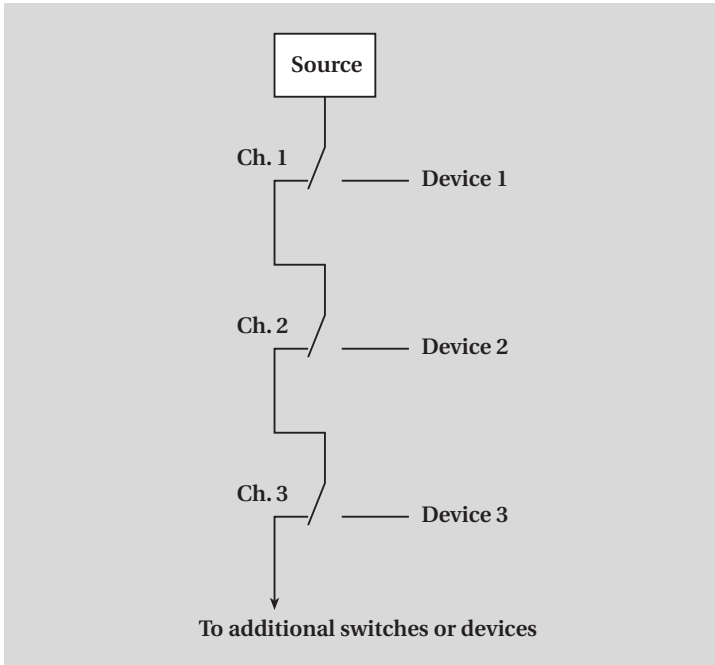 Source
Ch. 1
Device 1
Ch. 2
Device 2
Ch. 3
Device 3
To additional switches or devices